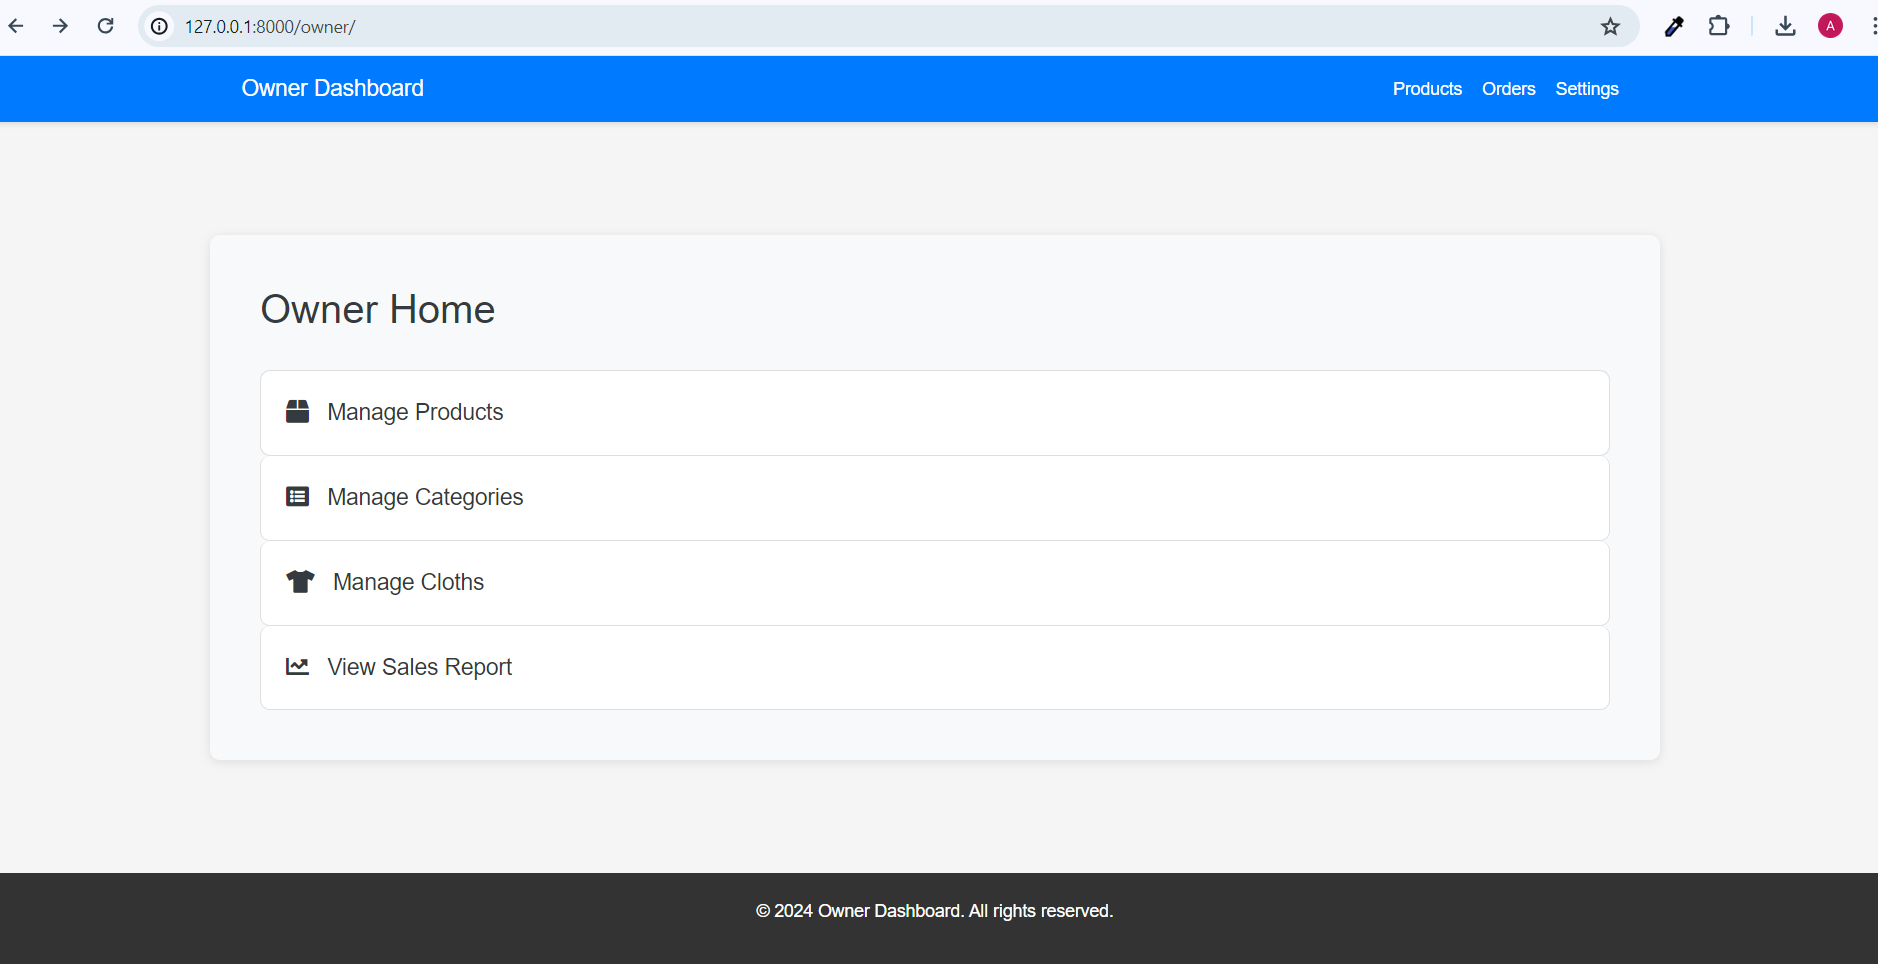 127.0.0.1:8000/owner/
A
Owner Dashboard
Products Orders Settings
Owner Home
Manage Products
Manage Categories
Manage Cloths
View Sales Report
© 2024 Owner Dashboard. All rights reserved.